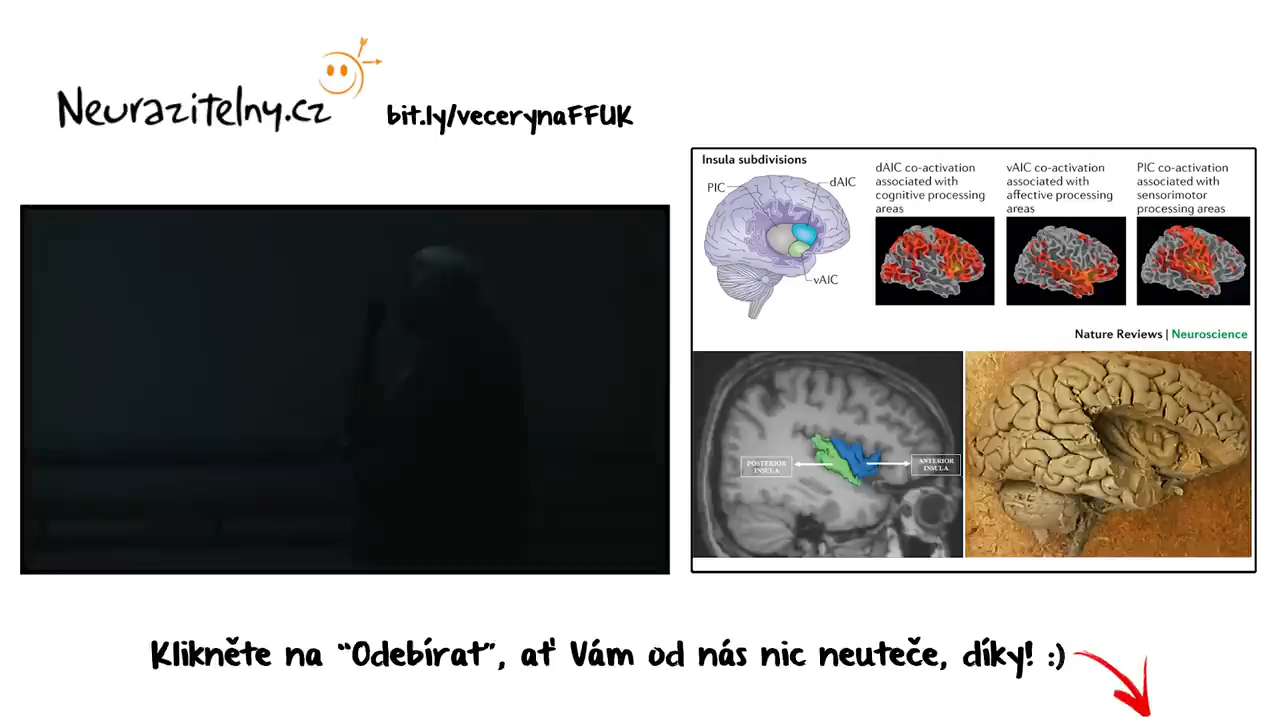 Neurazitelny.cz
bit.ly/vecerynaFFUK
Insula subdivisions
PIC
dAIC
vAIC
dAIC co-activation
associated with
cognitive processing
areas
vAIC co-activation
associated with
affective processing
areas
PIC co-activation
associated with
sensorimotor
processing areas
Nature Reviews | Neuroscience
POSTERIOR
INSULA
ANTERIOR
INSULA
Klikněte na “Odebírat”, ať Vám od nás nic neuteče, díky! :)